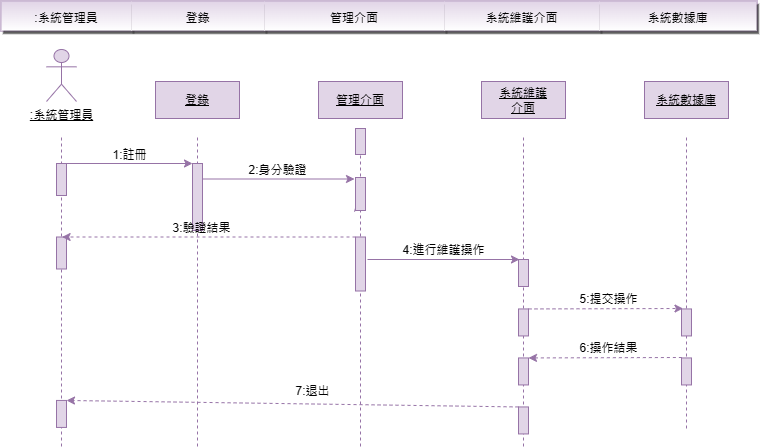 :系統管理員
登錄
管理介面
系統維護介面
系統數據庫
:系統管理員
登錄
管理介面
系統維護
介面
系統數據庫
1:註冊
2:身分驗證
3:驗證結果
4:進行維護操作
5:提交操作
6:操作結果
7:退出